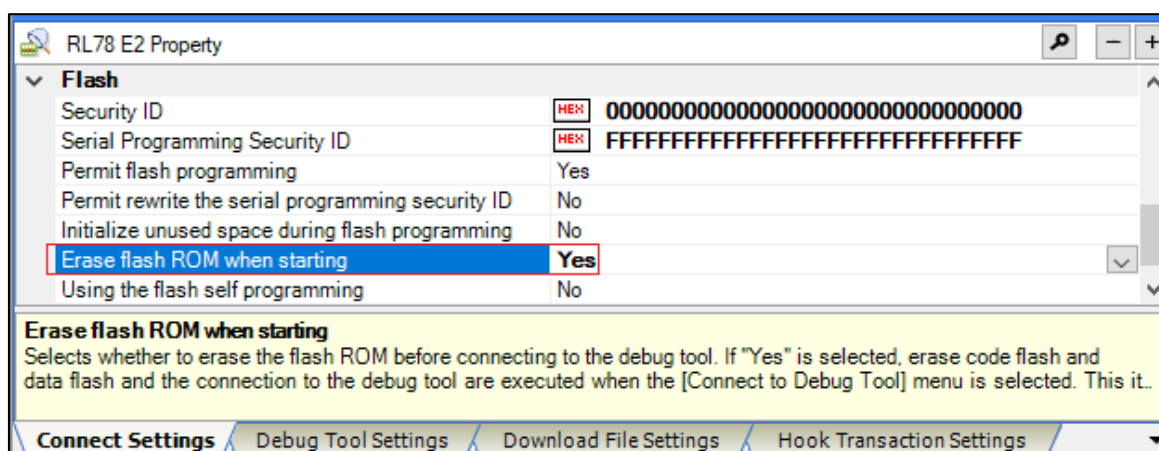 RL78 E2 Property
Flash
Security ID HEX 00000000000000000000000000000000
Serial Programming Security ID HEX FFFFFFFFFFFFFFFFFFFFFFFFFFFFFFFF
Permit flash programming Yes
Permit rewrite the serial programming security ID No
Initialize unused space during flash programming No
Erase flash ROM when starting Yes
Using the flash self programming No
Erase flash ROM when starting
Selects whether to erase the flash ROM before connecting to the debug tool. If "Yes" is selected, erase code flash and
data flash and the connection to the debug tool are executed when the [Connect to Debug Tool] menu is selected. This it..
Connect Settings Debug Tool Settings Download File Settings Hook Transaction Settings